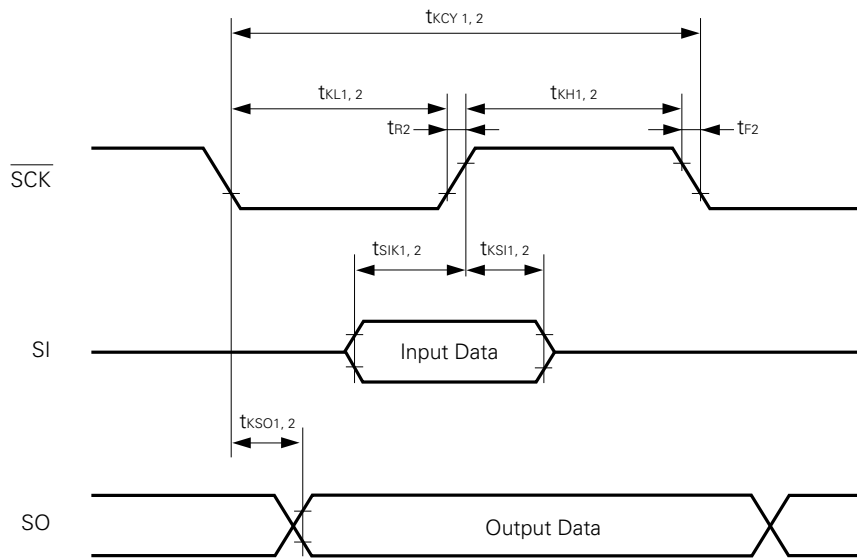 tKCY 1, 2
tKL1, 2
tKH1, 2
tR2
tF2
SCK
tSIK1, 2
tKSI1, 2
SI
Input Data
tKSO1, 2
SO
Output Data